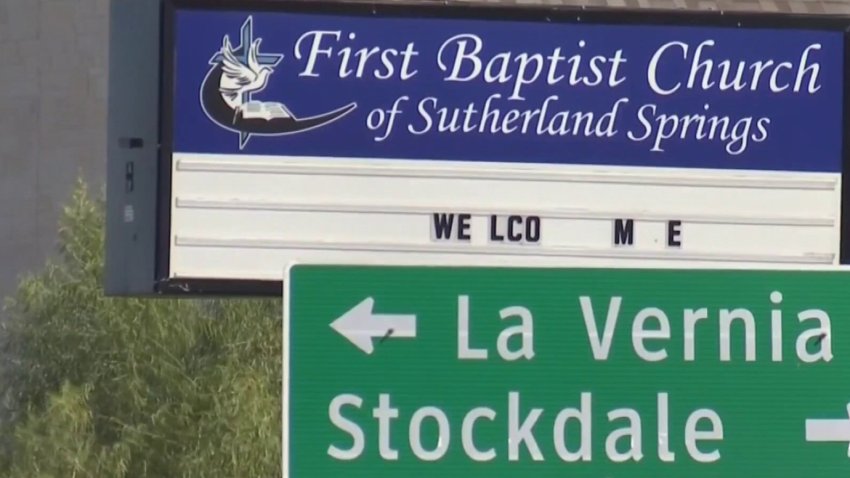 First Baptist Church
of Sutherland Springs
WE LCO M E
La Vernia
Stockdale